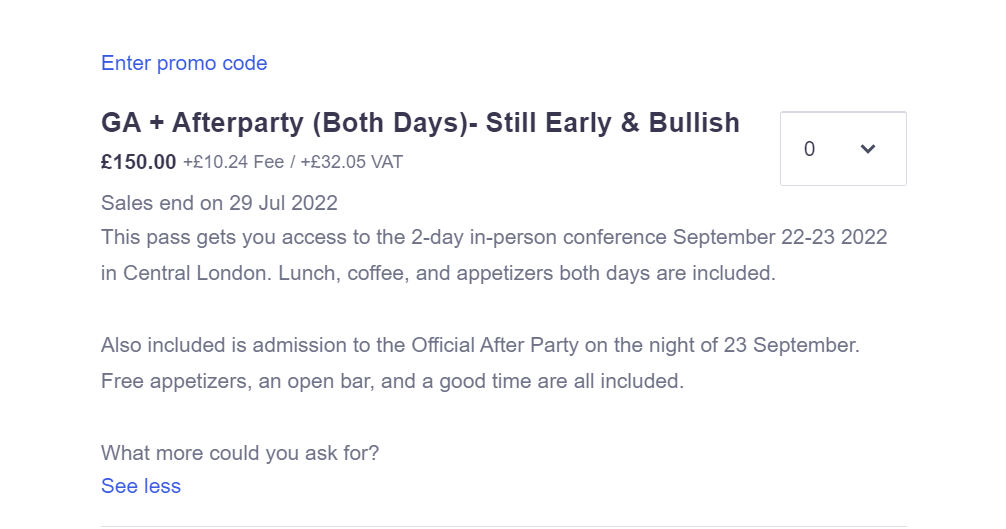 Enter promo code
GA + Afterparty (Both Days)- Still Early & Bullish
£150.00 +£10.24 Fee / +£32.05 VAT
0
Sales end on 29 Jul 2022
This pass gets you access to the 2-day in-person conference September 22-23 2022
in Central London. Lunch, coffee, and appetizers both days are included.
Also included is admission to the Official After Party on the night of 23 September.
Free appetizers, an open bar, and a good time are all included.
What more could you ask for?
See less